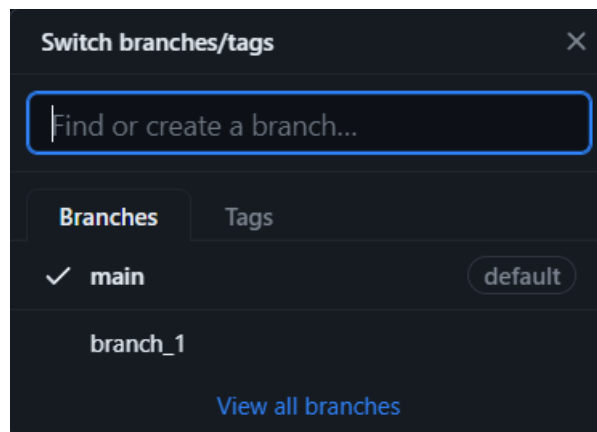 Switch branches/tags
Find or create a branch...
Branches Tags
main default
branch_1
View all branches